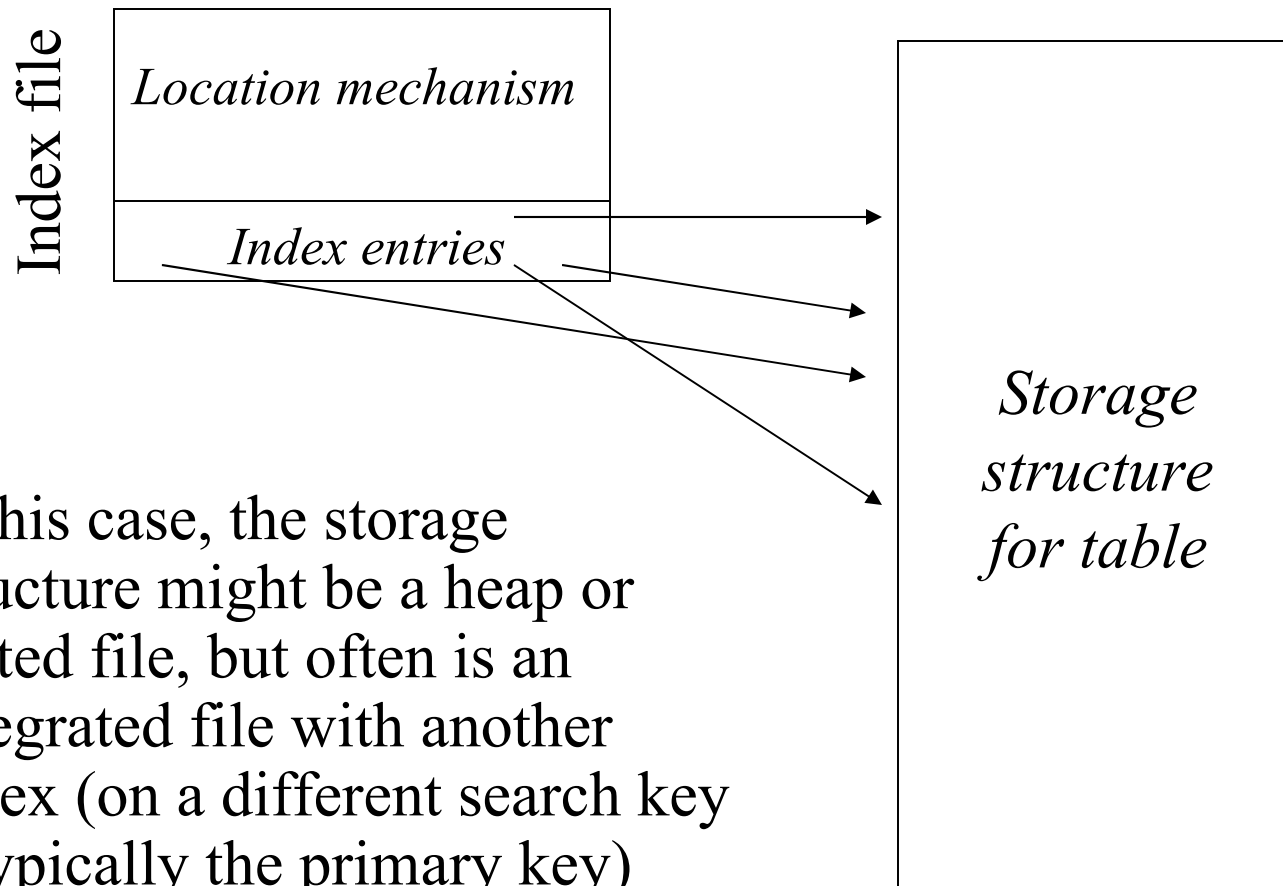 Index file
Location mechanism
Index entries
Storage
structure
for table
his case, the storage
ucture might be a heap or
ted file, but often is an
egrated file with another
ex (on a different search key
ypically the primary key)